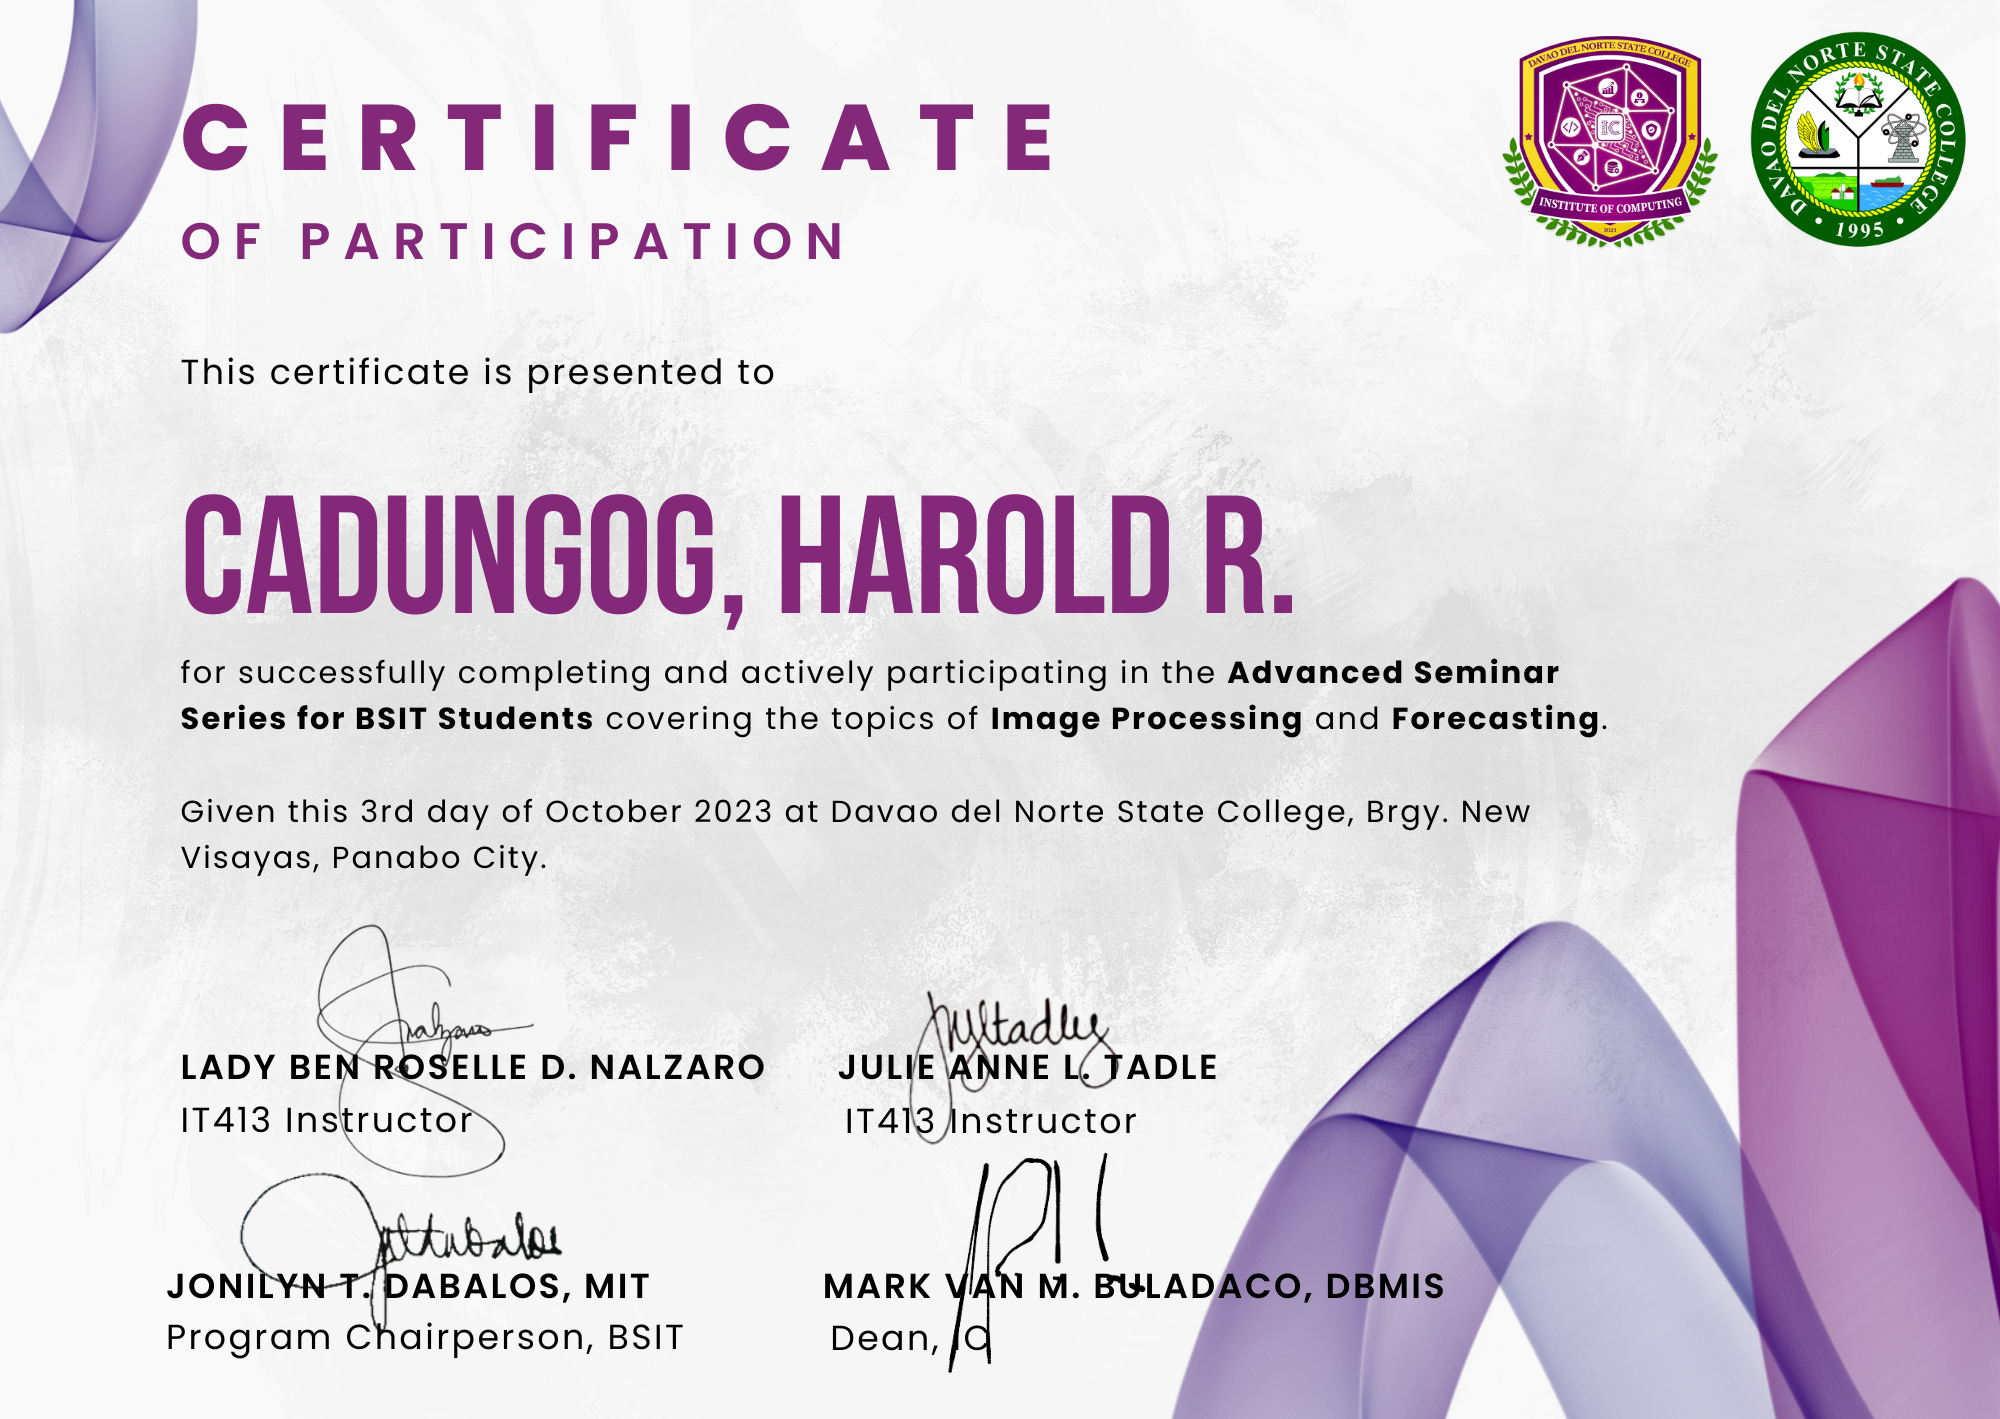 CERTIFICATE
OF PARTICIPATION
DAVAO DEL NORTE STATE COLLEGE
IC
INSTITUTE OF COMPUTING
2021
DAVAO DEL NORTE STATE COLLEGE
1995
This certificate is presented to
CADUNGOG, HAROLD R.
for successfully completing and actively participating in the Advanced Seminar
Series for BSIT Students covering the topics of Image Processing and Forecasting.
Given this 3rd day of October 2023 at Davao del Norte State College, Brgy. New
Visayas, Panabo City.
LADY BEN ROSELLE D. NALZARO
IT413 Instructor
JULIE ANNE L. TADLE
IT413 Instructor
JONILYN T. DABALOS, MIT
Program Chairperson, BSIT
MARK VAN M. BULADACO, DBMIS
Dean, IC